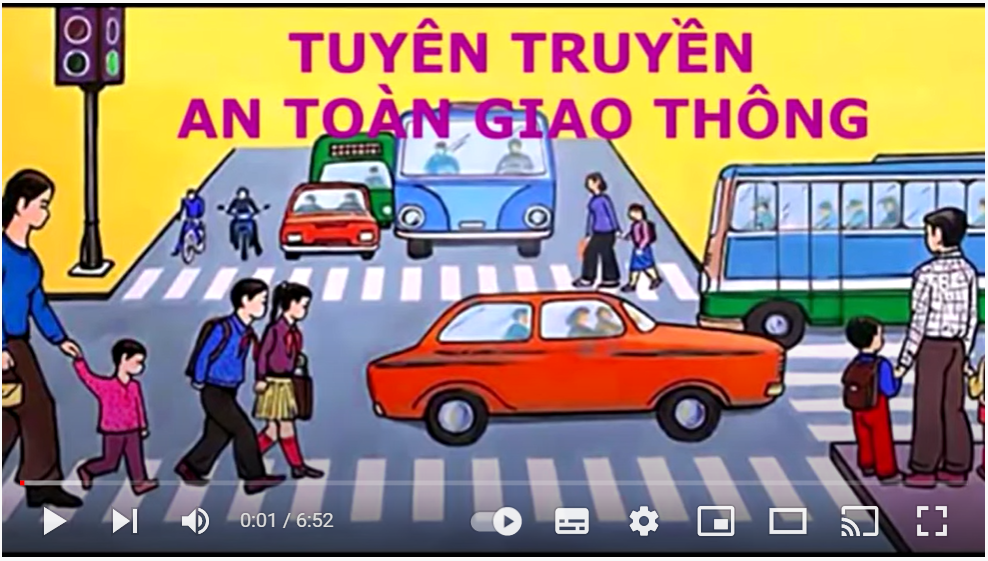 TUYÊN TRUYỀN
AN TOÀN GIAO THÔNG
0:01 / 6:52